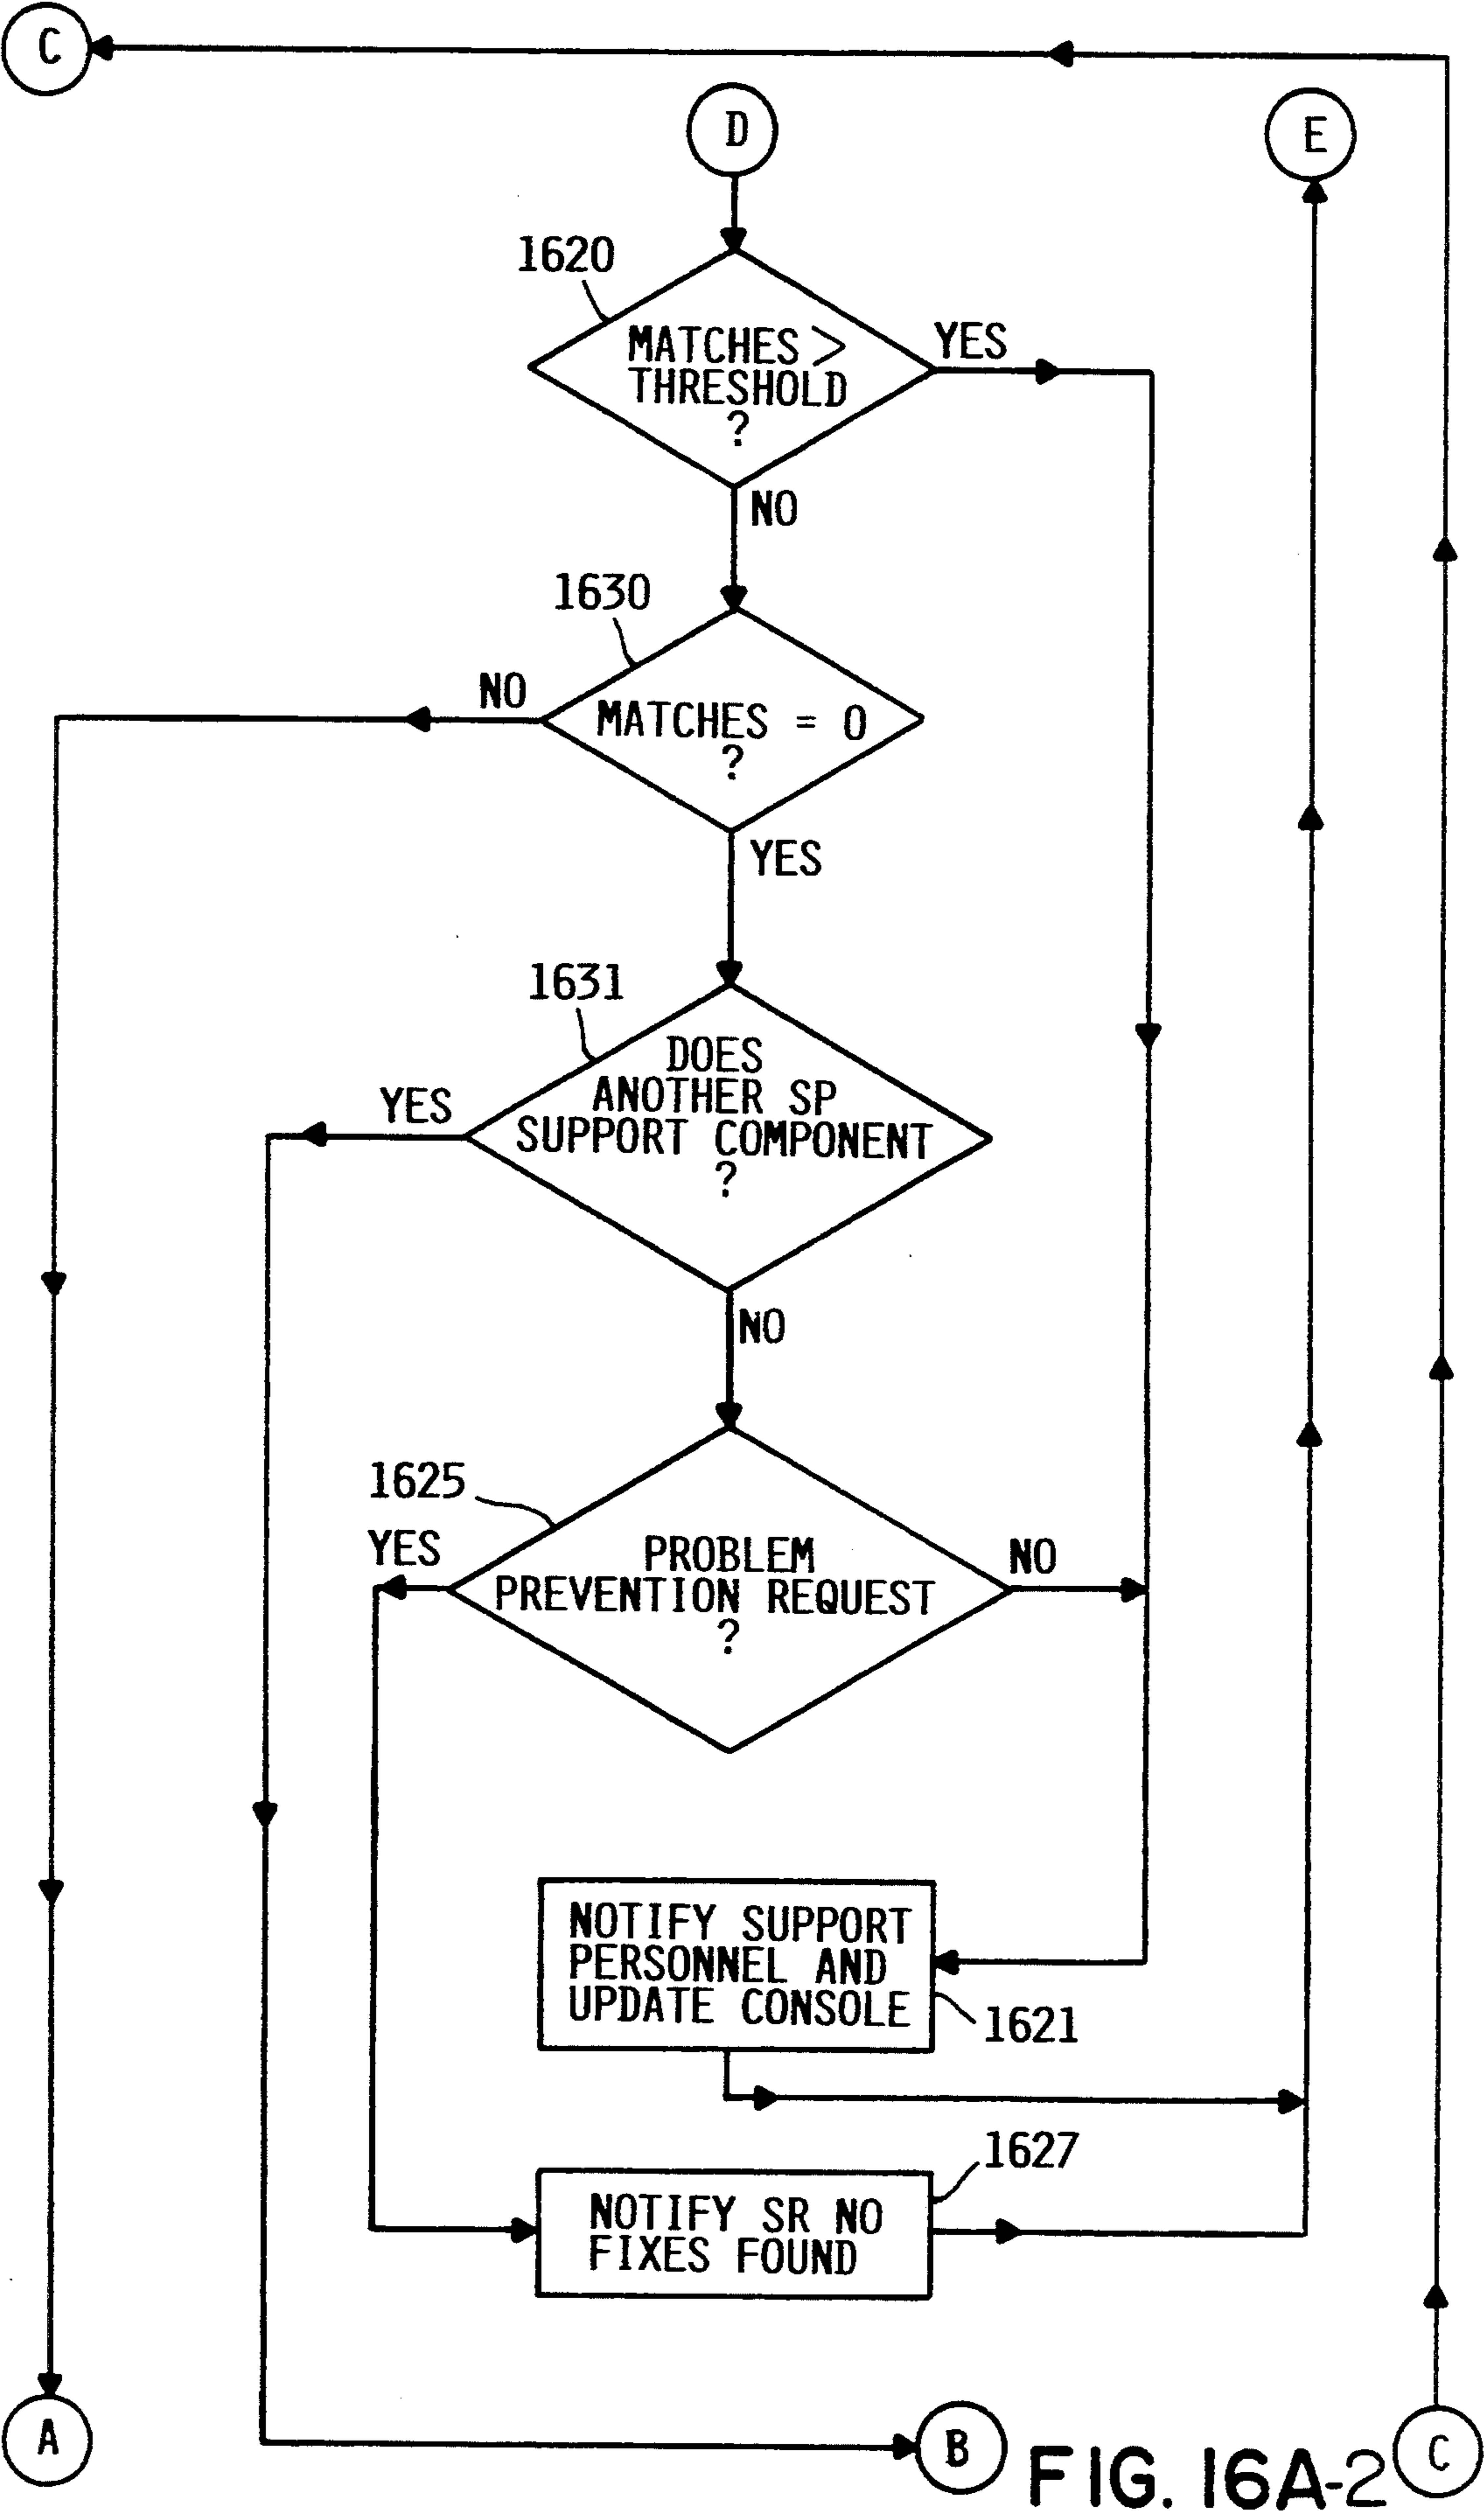 C
D
E
1620
MATCHES >
THRESHOLD
?
YES
NO
1630
NO
MATCHES = 0
?
YES
1631
DOES
ANOTHER SP
SUPPORT COMPONENT
?
YES
NO
1625
YES
PROBLEM
PREVENTION REQUEST
?
NO
NOTIFY SUPPORT
PERSONNEL AND
UPDATE CONSOLE
1621
1627
NOTIFY SR NO
FIXES FOUND
A
B
FIG. 16A-2
C